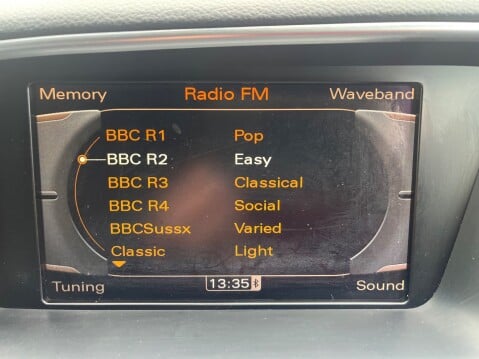 Memory Radio FM Waveband
BBC R1 Pop
BBC R2 Easy
BBC R3 Classical
BBC R4 Social
BBCSussx Varied
Classic Light
Tuning 13:35 Sound